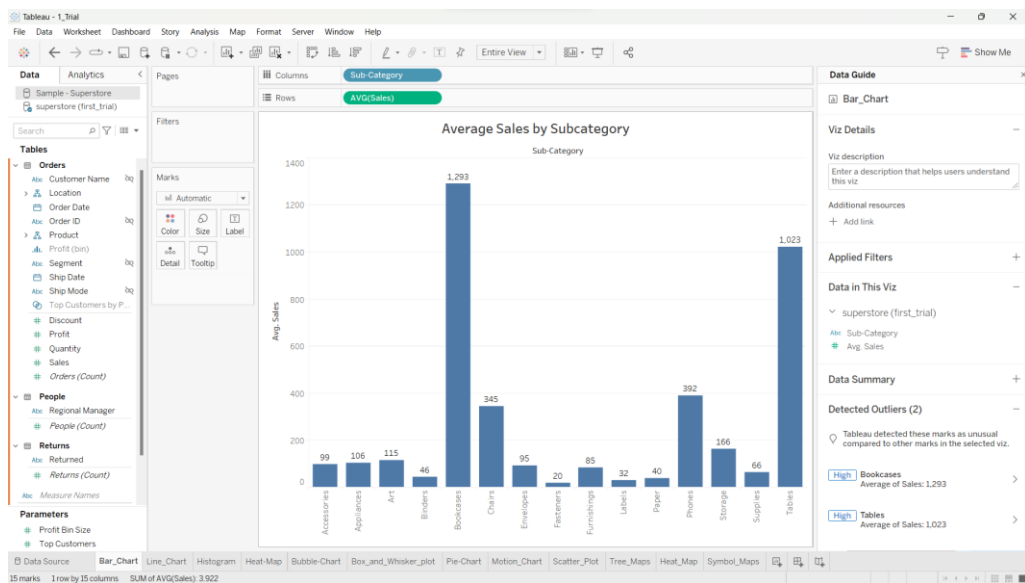 Tableau - 1_Trial
File Data Worksheet Dashboard Story Analysis Map Format Server Window Help
Entire View
Show Me
Data Analytics
Sample - Superstore
superstore (first_trial)
Search
Tables
Orders
Abc Customer Name
Location
Order Date
Abc Order ID
Product
Profit (bin)
Abc Segment
Ship Date
Abc Ship Mode
Top Customers by P...
# Discount
# Profit
# Quantity
# Sales
# Orders (Count)
People
Abc Regional Manager
# People (Count)
Returns
Abc Returned
# Returns (Count)
Abc Measure Names
Parameters
# Profit Bin Size
# Top Customers
Pages
Filters
Marks
Automatic
Color Size Label
Detail Tooltip
Columns Sub-Category
Rows AVG(Sales)
Average Sales by Subcategory
Sub-Category
Avg. Sales
1400
1200
1000
800
600
400
200
0
99 106 115 46 1,293 345 95 20 85 32 40 392 166 66 1,023
Accessories
Appliances
Art
Binders
Bookcases
Chairs
Envelopes
Fasteners
Furnishings
Labels
Paper
Phones
Storage
Supplies
Tables
Data Guide
Bar_Chart
Viz Details
Viz description
Enter a description that helps users understand
this viz
Additional resources
+ Add link
Applied Filters
Data in This Viz
superstore (first_trial)
Abc Sub-Category
# Avg. Sales
Data Summary
Detected Outliers (2)
Tableau detected these marks as unusual
compared to other marks in the selected viz.
High Bookcases
Average of Sales: 1,293
High Tables
Average of Sales: 1,023
Data Source Bar_Chart Line_Chart Histogram Heat-Map Bubble-Chart Box_and_Whisker_plot Pie-Chart Motion_Chart Scatter_Plot Tree_Maps Heat_Map Symbol_Maps
15 marks 1 row by 15 columns SUM of AVG(Sales): 3,922